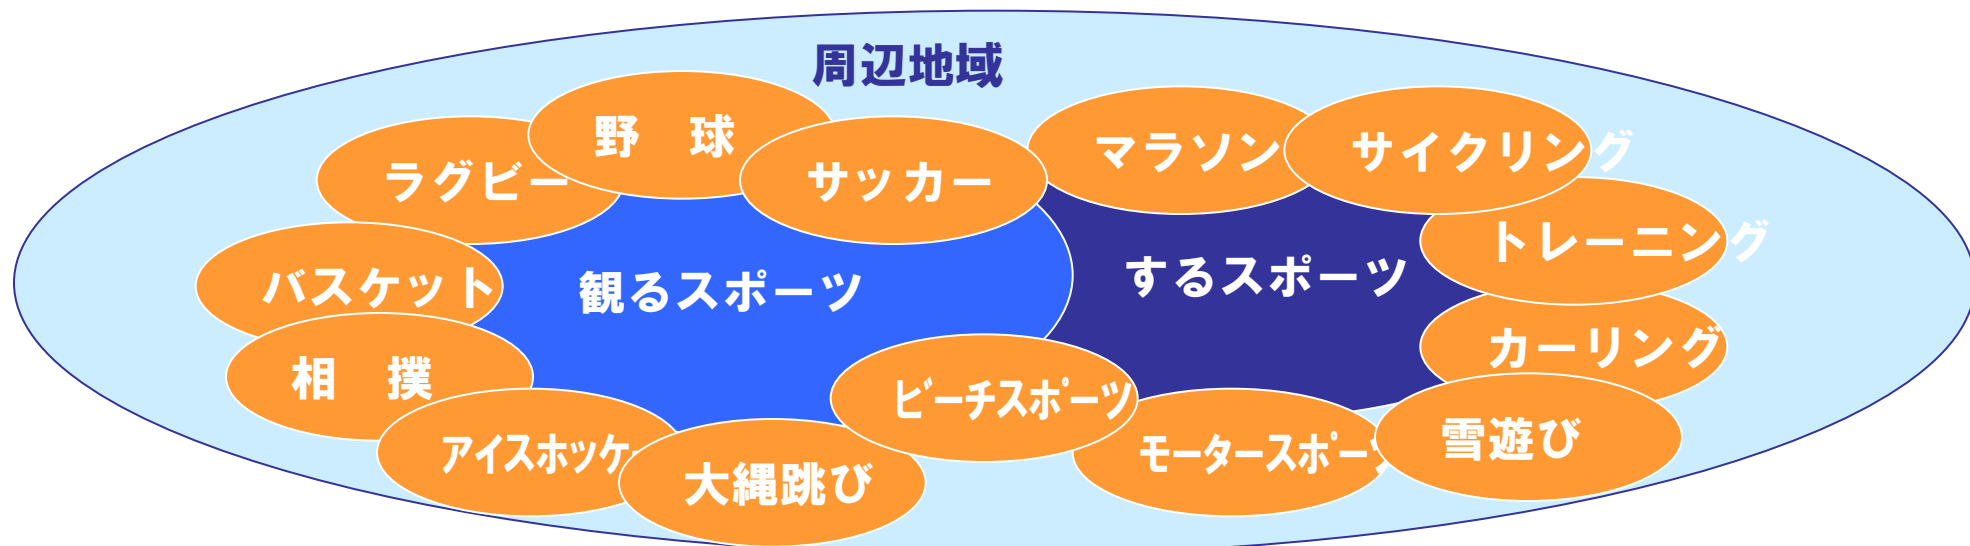 周辺地域
野　球
マラソン
サイクリング
ラグビー
サッカー
トレーニング
バスケット
観るスポーツ
するスポーツ
カーリング
相　撲
ビーチスポーツ
雪遊び
アイスホッケー
モータースポーツ
大縄跳び